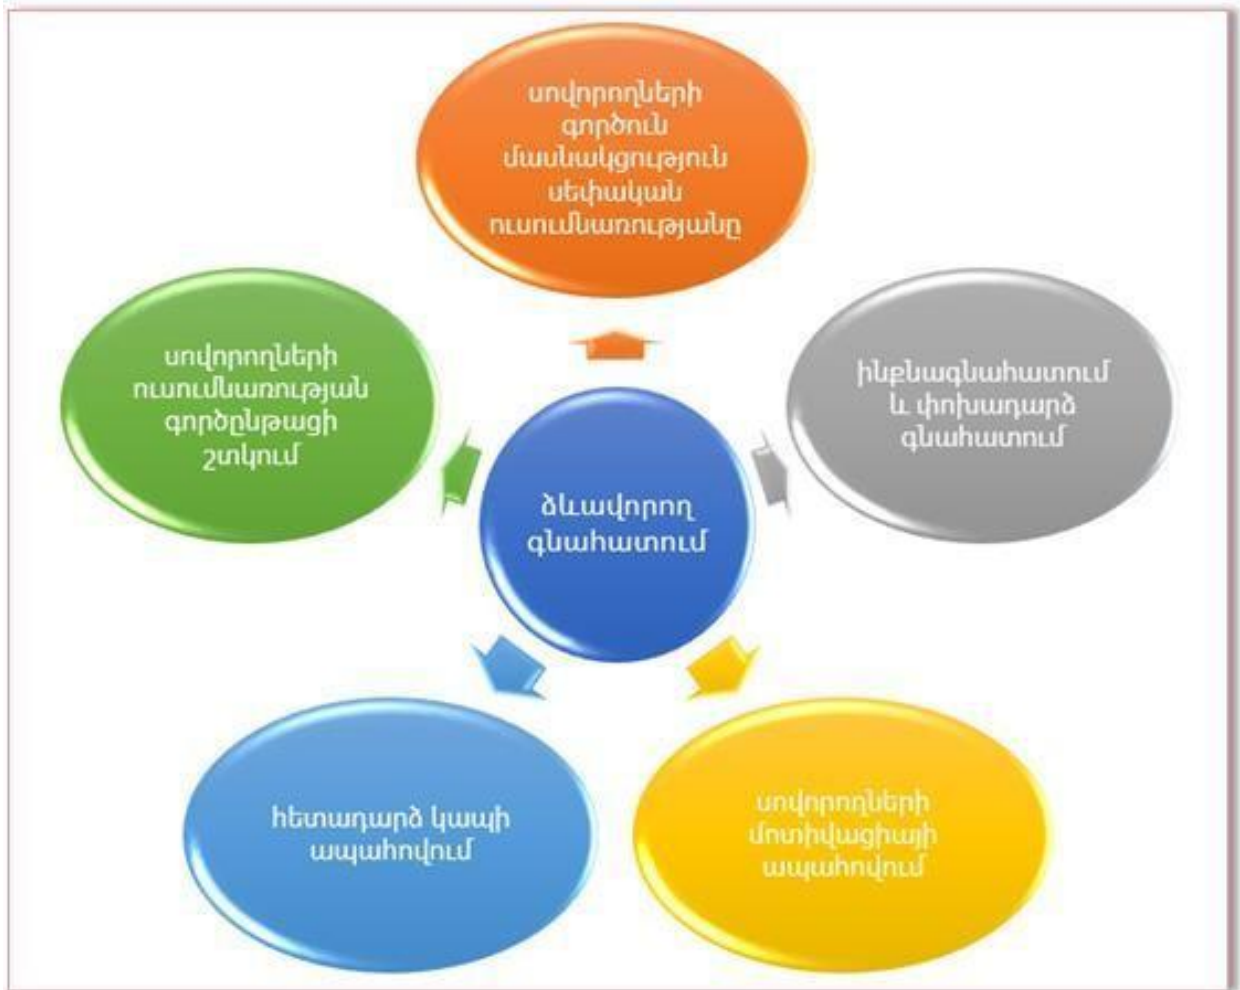 սովորողների
գործուն
մասնակցություն
սեփական
ուսումնառությանը
սովորողների
ուսումնառության
գործընթացի
շտկում
ինքնագնահատում
և փոխադարձ
գնահատում
ձևավորող
գնահատում
հետադարձ կապի
ապահովում
սովորողների
մոտիվացիայի
ապահովում